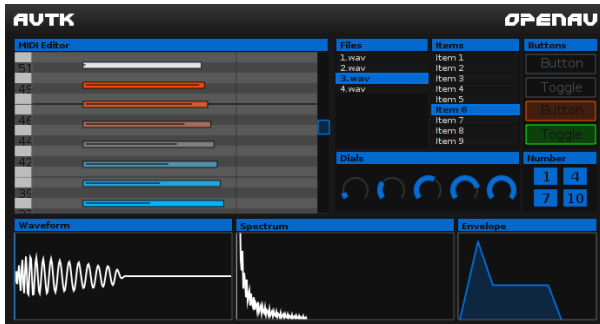 AVTK
OPENAV
MIDI Editor
51
49
46
44
42
39
Files
1.wav
2.wav
3.wav
4.wav
Items
Item 1
Item 2
Item 3
Item 4
Item 5
Item 6
Item 7
Item 8
Item 9
Buttons
Button
Toggle
Button
Toggle
Dials
Number
1 4
7 10
Waveform
Spectrum
Envelope